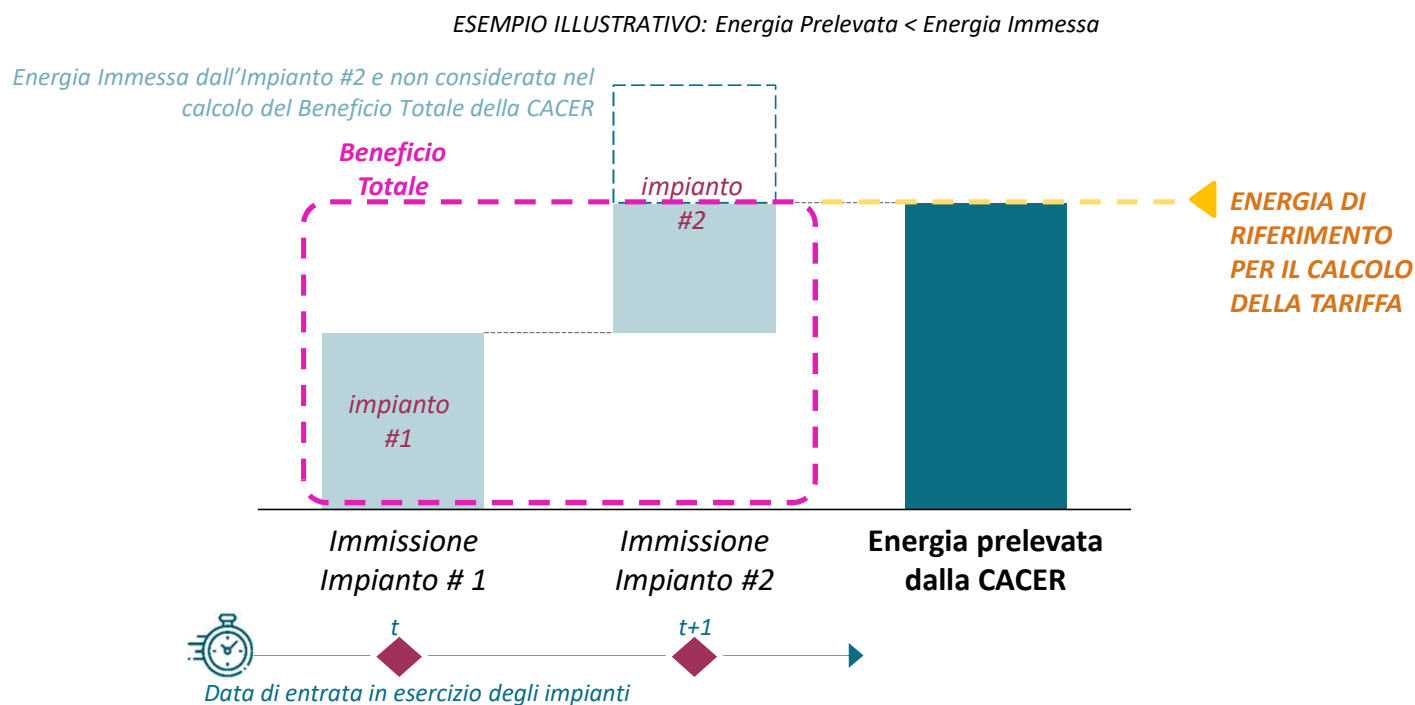 ESEMPIO ILLUSTRATIVO: Energia Prelevata < Energia Immessa
Energia Immessa dall’Impianto #2 e non considerata nel
calcolo del Beneficio Totale della CACER
Beneficio
Totale
impianto
#2
ENERGIA DI
RIFERIMENTO
PER IL CALCOLO
DELLA TARIFFA
impianto
#1
Immissione
Impianto # 1
Immissione
Impianto #2
Energia prelevata
dalla CACER
t
t+1
Data di entrata in esercizio degli impianti